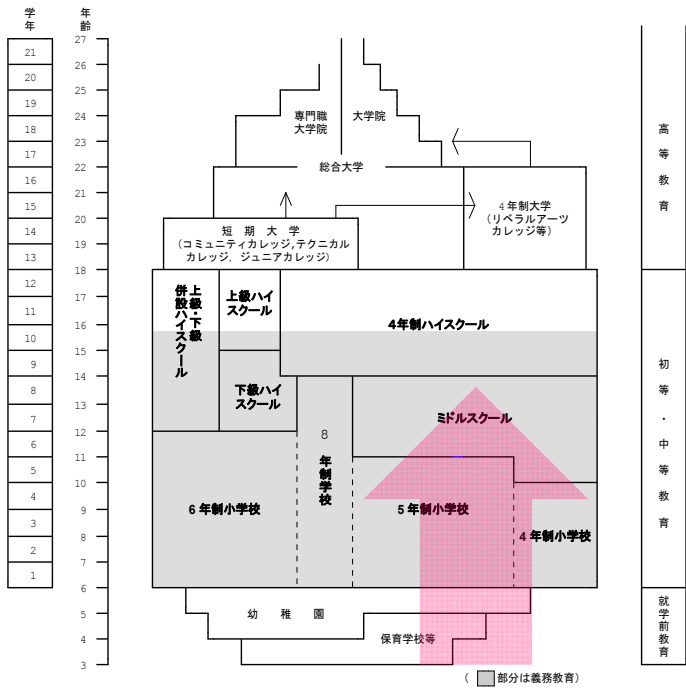 学年
年齢
21
20
19
18
17
16
15
14
13
12
11
10
9
8
7
6
5
4
3
2
1
27
26
25
24
23
22
21
20
19
18
17
16
15
14
13
12
11
10
9
8
7
6
5
4
3
専門職
大学院
大学院
総合大学
4年制大学
(リベラルアーツ
カレッジ等)
短 期 大 学
(コミュニティカレッジ,テクニカル
カレッジ, ジュニアカレッジ)
上級・下級
併設ハイスクール
上級ハイ
スクール
4年制ハイスクール
下級ハイ
スクール
ミドルスクール
8年制学校
6年制小学校
5年制小学校
4年制小学校
幼 稚 園
保育学校等
高等教育
初等・中等教育
就学前教育
( 部分は義務教育)